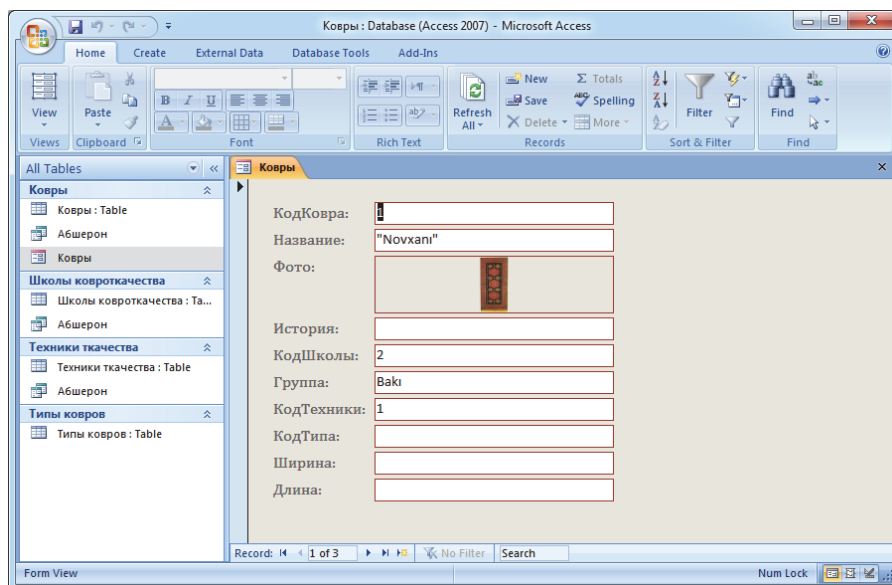 Ковры : Database (Access 2007) - Microsoft Access
Home Create External Data Database Tools Add-Ins
View Paste B I U Refresh All New Save Delete Σ Totals Spelling More Filter Find
Views Clipboard Font Rich Text Records Sort & Filter Find
All Tables
Ковры
Ковры : Table
Абшерон
Ковры
Школы ковроткачества
Школы ковроткачества : Та...
Абшерон
Техники ткачества
Техники ткачества : Table
Абшерон
Типы ковров
Типы ковров : Table
Ковры
КодКовра: 1
Название: "Novxanı"
Фото:
История:
КодШколы: 2
Группа: Bakı
КодТехники: 1
КодТипа:
Ширина:
Длина:
Record: 1 of 3 No Filter Search
Form View Num Lock